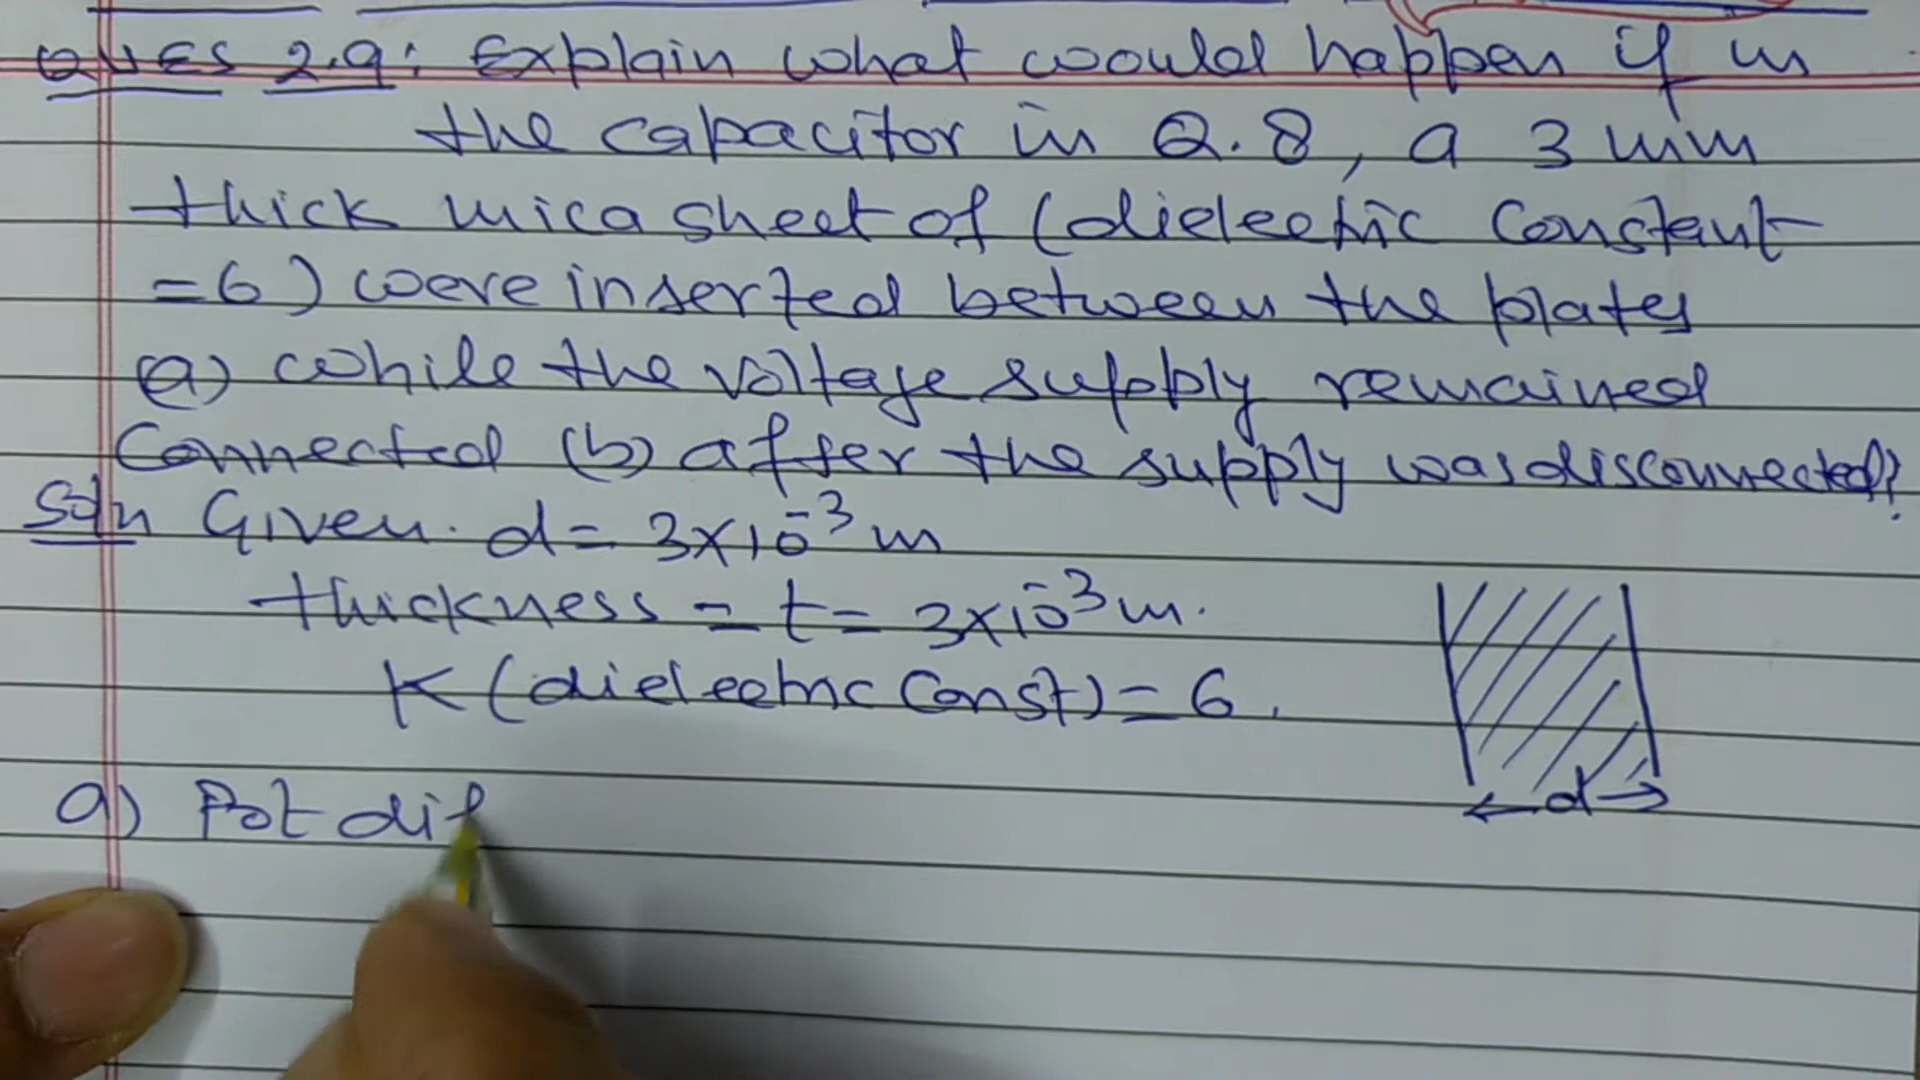 QUES 2.9: Explain what would happen if in
the capacitor in Q.8, a 3 mm
thick mica sheet of (dielectric constant
=6) were inserted between the plates
(a) while the voltage supply remained
Connected (b) after the supply was disconnected?
Soln Given. d = 3×10⁻³ m
thickness = t = 3×10⁻³ m.
K (dielectric Const) = 6.
d
a) Pot dif